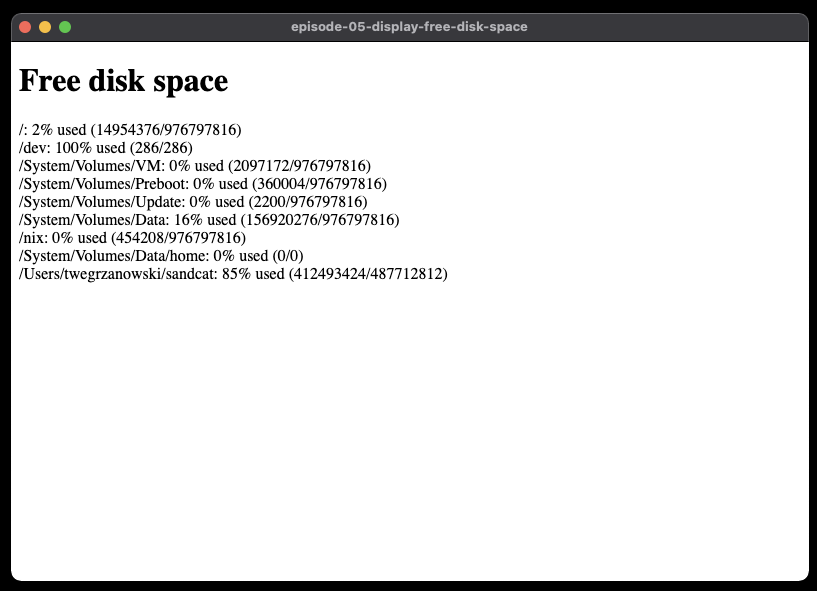 episode-05-display-free-disk-space
Free disk space
/: 2% used (14954376/976797816)
/dev: 100% used (286/286)
/System/Volumes/VM: 0% used (2097172/976797816)
/System/Volumes/Preboot: 0% used (360004/976797816)
/System/Volumes/Update: 0% used (2200/976797816)
/System/Volumes/Data: 16% used (156920276/976797816)
/nix: 0% used (454208/976797816)
/System/Volumes/Data/home: 0% used (0/0)
/Users/twegrzanowski/sandcat: 85% used (412493424/487712812)